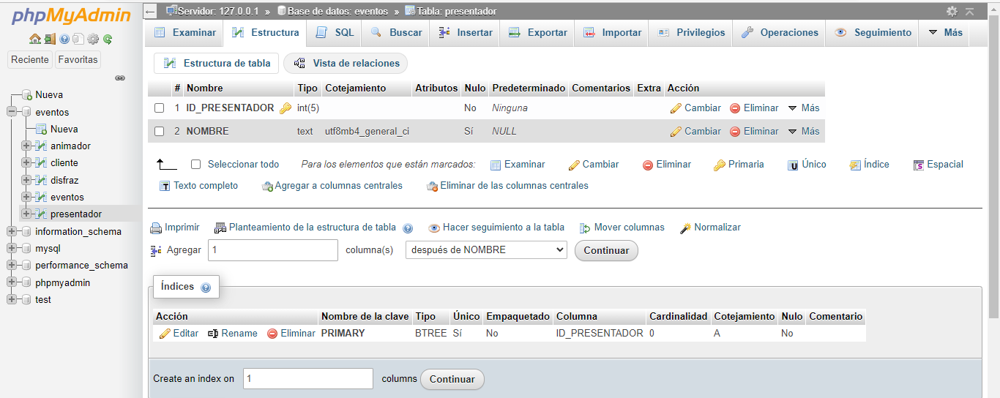 phpMyAdmin
Reciente Favoritas
Nueva
eventos
Nueva
animador
cliente
disfraz
eventos
presentador
information_schema
mysql
performance_schema
phpmyadmin
test
Servidor: 127.0.0.1 » Base de datos: eventos » Tabla: presentador
Examinar Estructura SQL Buscar Insertar Exportar Importar Privilegios Operaciones Seguimiento Más
Estructura de tabla Vista de relaciones
# Nombre Tipo Cotejamiento Atributos Nulo Predeterminado Comentarios Extra Acción
1 ID_PRESENTADOR int(5) No Ninguna Cambiar Eliminar Más
2 NOMBRE text utf8mb4_general_ci Sí NULL Cambiar Eliminar Más
Seleccionar todo Para los elementos que están marcados: Examinar Cambiar Eliminar Primaria Único Índice Espacial
Texto completo Agregar a columnas centrales Eliminar de las columnas centrales
Imprimir Planteamiento de la estructura de tabla Hacer seguimiento a la tabla Mover columnas Normalizar
Agregar 1 columna(s) después de NOMBRE Continuar
Índices
Acción Nombre de la clave Tipo Único Empaquetado Columna Cardinalidad Cotejamiento Nulo Comentario
Editar Rename Eliminar PRIMARY BTREE Sí No ID_PRESENTADOR 0 A No
Create an index on 1 columns Continuar